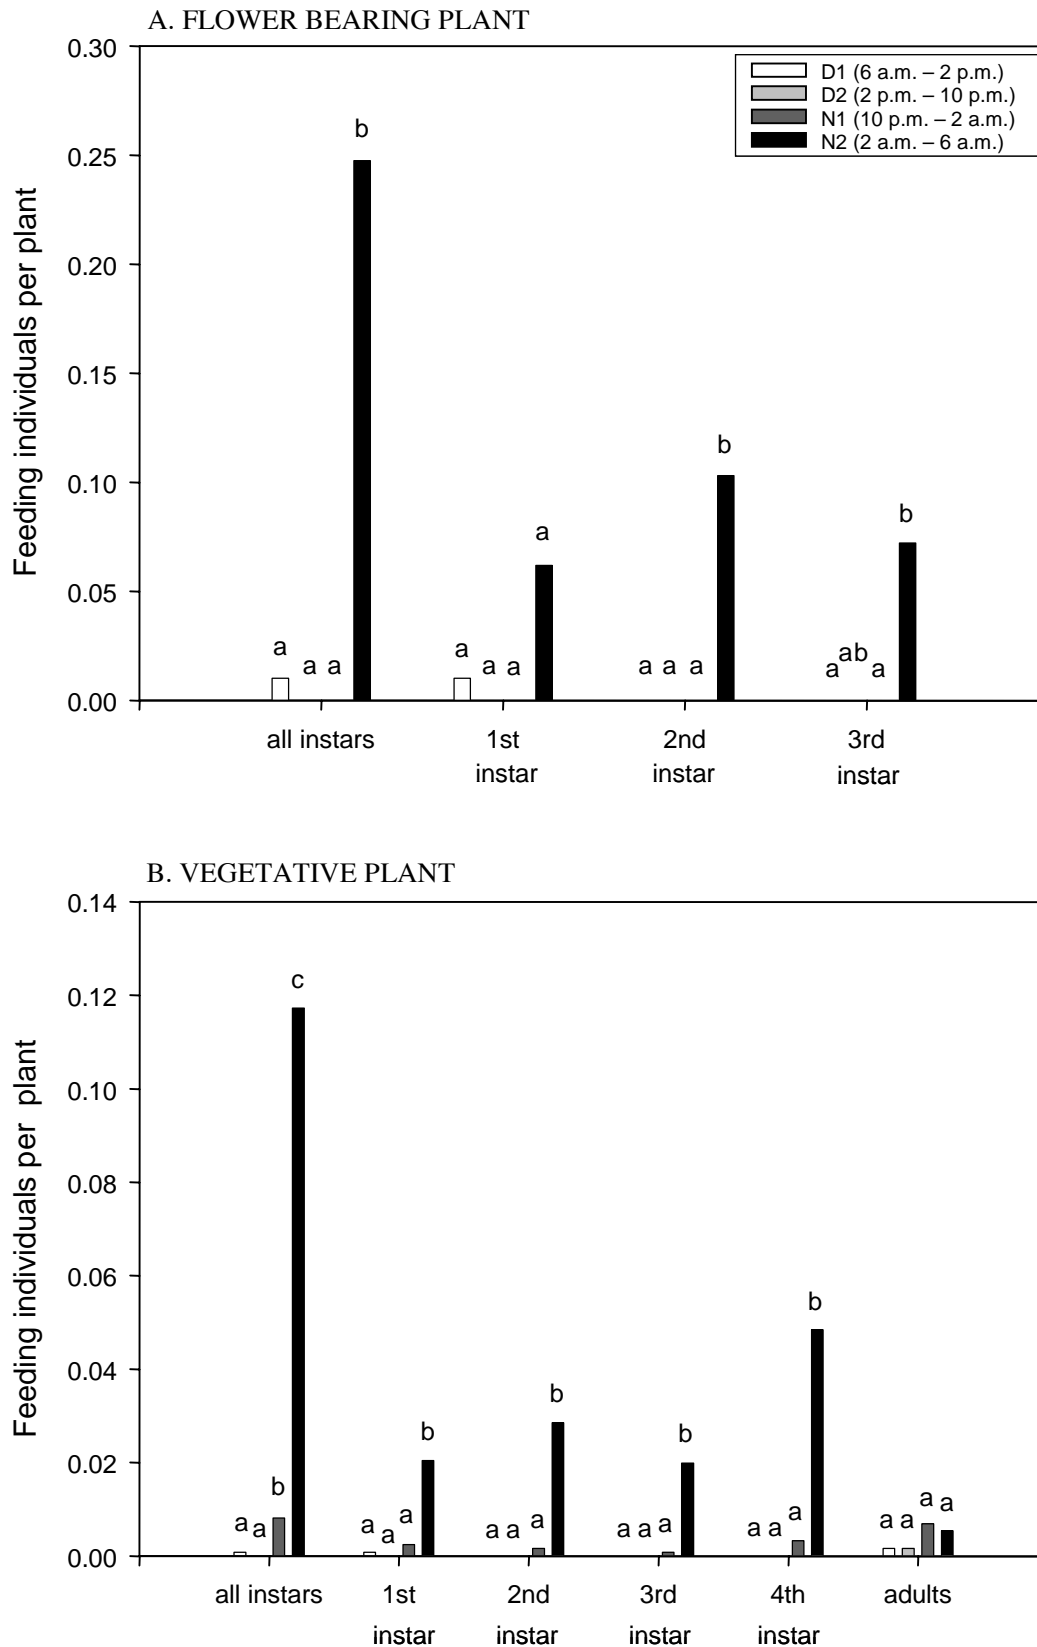 A. FLOWER BEARING PLANT
0.30
0.25
0.20
0.15
0.10
0.05
0.00
Feeding individuals per plant
D1 (6 a.m. – 2 p.m.)
D2 (2 p.m. – 10 p.m.)
N1 (10 p.m. – 2 a.m.)
N2 (2 a.m. – 6 a.m.)
a a a b
a a a a
a a a b
a ab a b
all instars
1st instar
2nd instar
3rd instar
B. VEGETATIVE PLANT
0.14
0.12
0.10
0.08
0.06
0.04
0.02
0.00
Feeding individuals per plant
a a b c
a a a b
a a a b
a a a b
a a a b
a a a a
all instars
1st instar
2nd instar
3rd instar
4th instar
adults